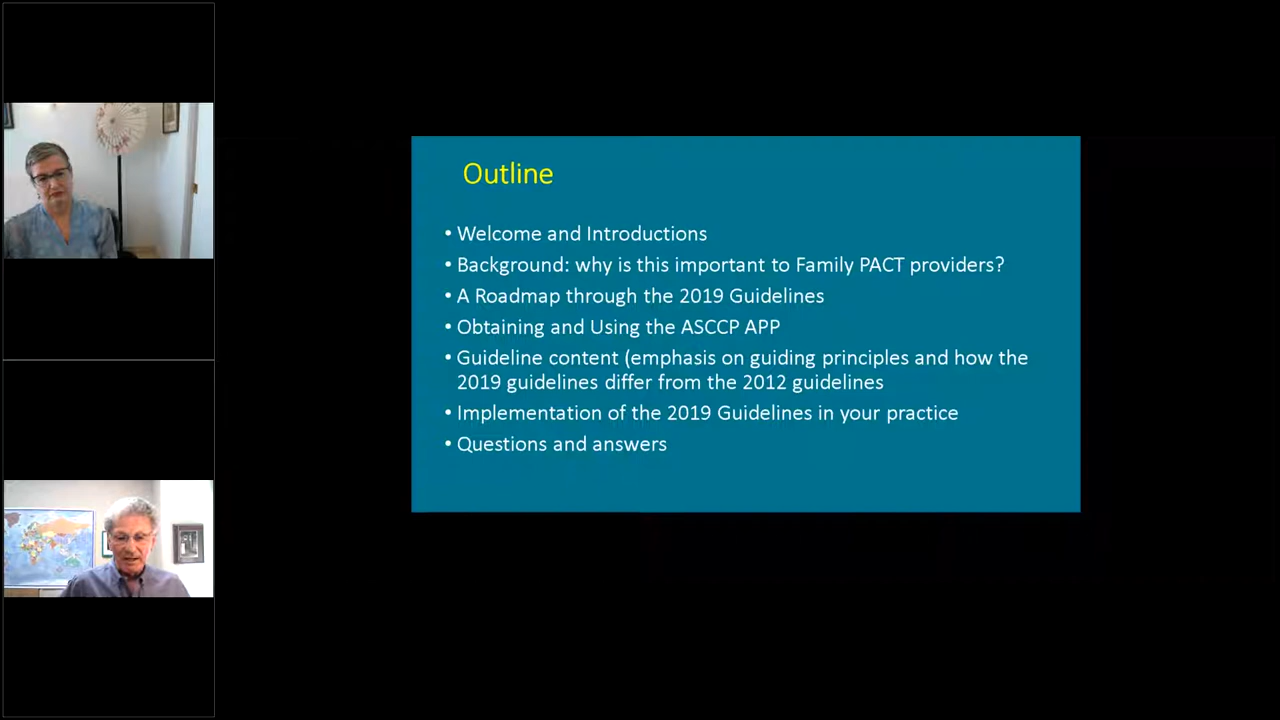 Outline
• Welcome and Introductions
• Background: why is this important to Family PACT providers?
• A Roadmap through the 2019 Guidelines
• Obtaining and Using the ASCCP APP
• Guideline content (emphasis on guiding principles and how the
2019 guidelines differ from the 2012 guidelines
• Implementation of the 2019 Guidelines in your practice
• Questions and answers